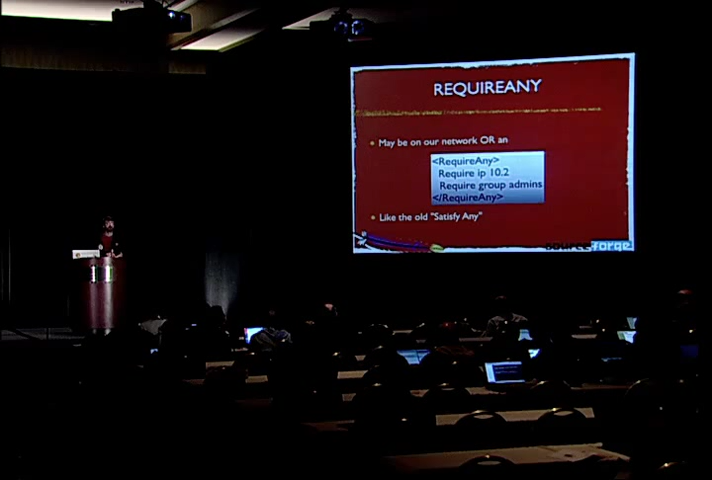 REQUIREANY
May be on our network OR an
<RequireAny>
Require ip 10.2
Require group admins
</RequireAny>
Like the old "Satisfy Any"
sourceforge